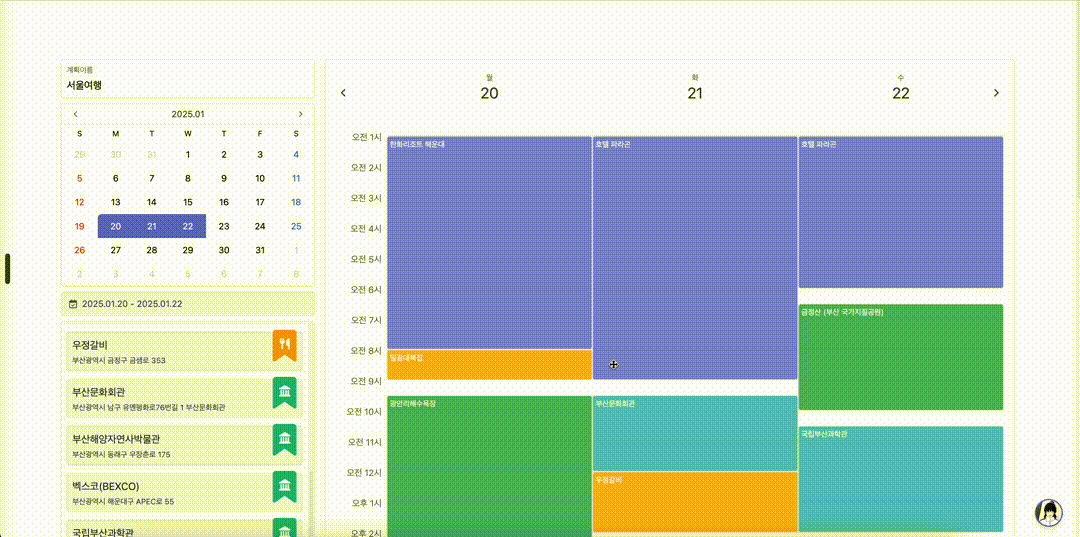 계획이름
서울여행
2025.01
S M T W T F S
29 30 31 1 2 3 4
5 6 7 8 9 10 11
12 13 14 15 16 17 18
19 20 21 22 23 24 25
26 27 28 29 30 31 1
2 3 4 5 6 7 8
2025.01.20 - 2025.01.22
우정갈비
부산광역시 금정구 금샘로 353
부산문화회관
부산광역시 남구 유엔평화로76번길 1 부산문화회관
부산해양자연사박물관
부산광역시 동래구 우장춘로 175
벡스코(BEXCO)
부산광역시 해운대구 APEC로 55
국립부산과학관
월 화 수
20 21 22
오전 1시
오전 2시
오전 3시
오전 4시
오전 5시
오전 6시
오전 7시
오전 8시
오전 9시
오전 10시
오전 11시
오전 12시
오후 1시
오후 2시
한화리조트 해운대
일광대복집
광안리해수욕장
호텔 파라곤
부산문화회관
우정갈비
호텔 파라곤
금정산 (부산 국가지질공원)
국립부산과학관